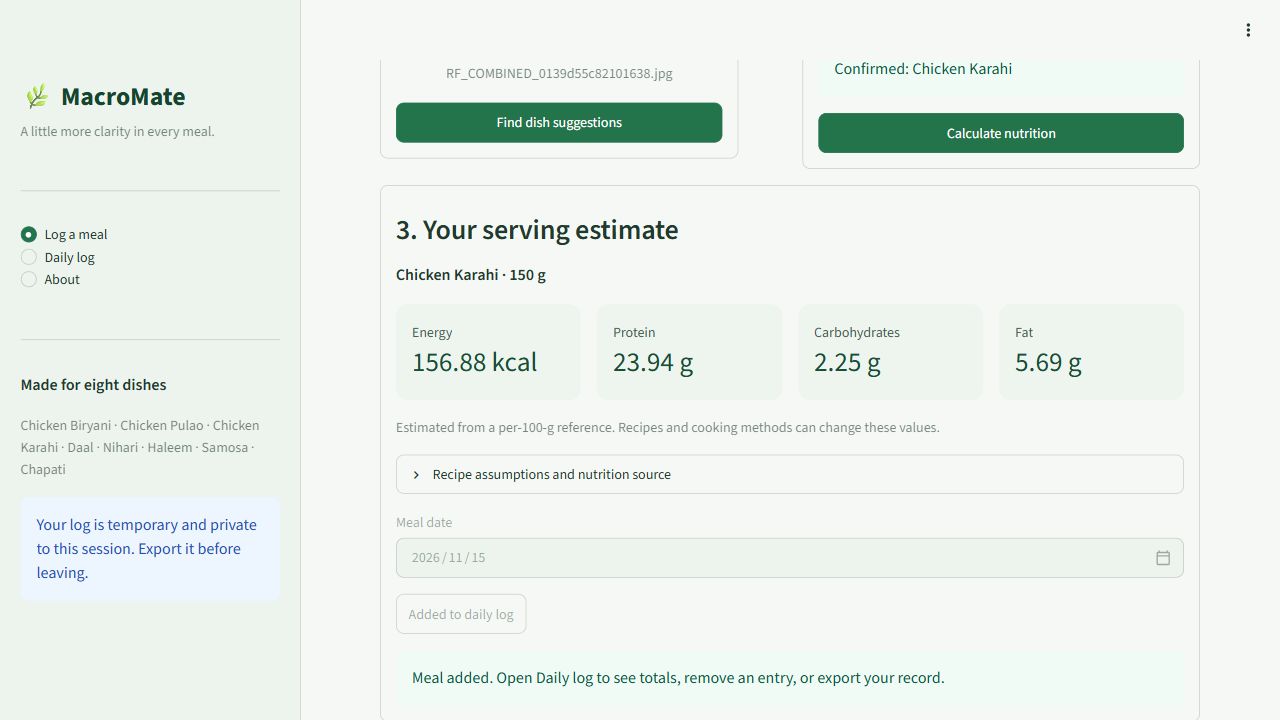 MacroMate
A little more clarity in every meal.
Log a meal
Daily log
About
Made for eight dishes
Chicken Biryani · Chicken Pulao · Chicken
Karahi · Daal · Nihari · Haleem · Samosa ·
Chapati
Your log is temporary and private
to this session. Export it before
leaving.
RF_COMBINED_0139d55c82101638.jpg
Find dish suggestions
Confirmed: Chicken Karahi
Calculate nutrition
3. Your serving estimate
Chicken Karahi · 150 g
Energy
156.88 kcal
Protein
23.94 g
Carbohydrates
2.25 g
Fat
5.69 g
Estimated from a per-100-g reference. Recipes and cooking methods can change these values.
Recipe assumptions and nutrition source
Meal date
2026 / 11 / 15
Added to daily log
Meal added. Open Daily log to see totals, remove an entry, or export your record.